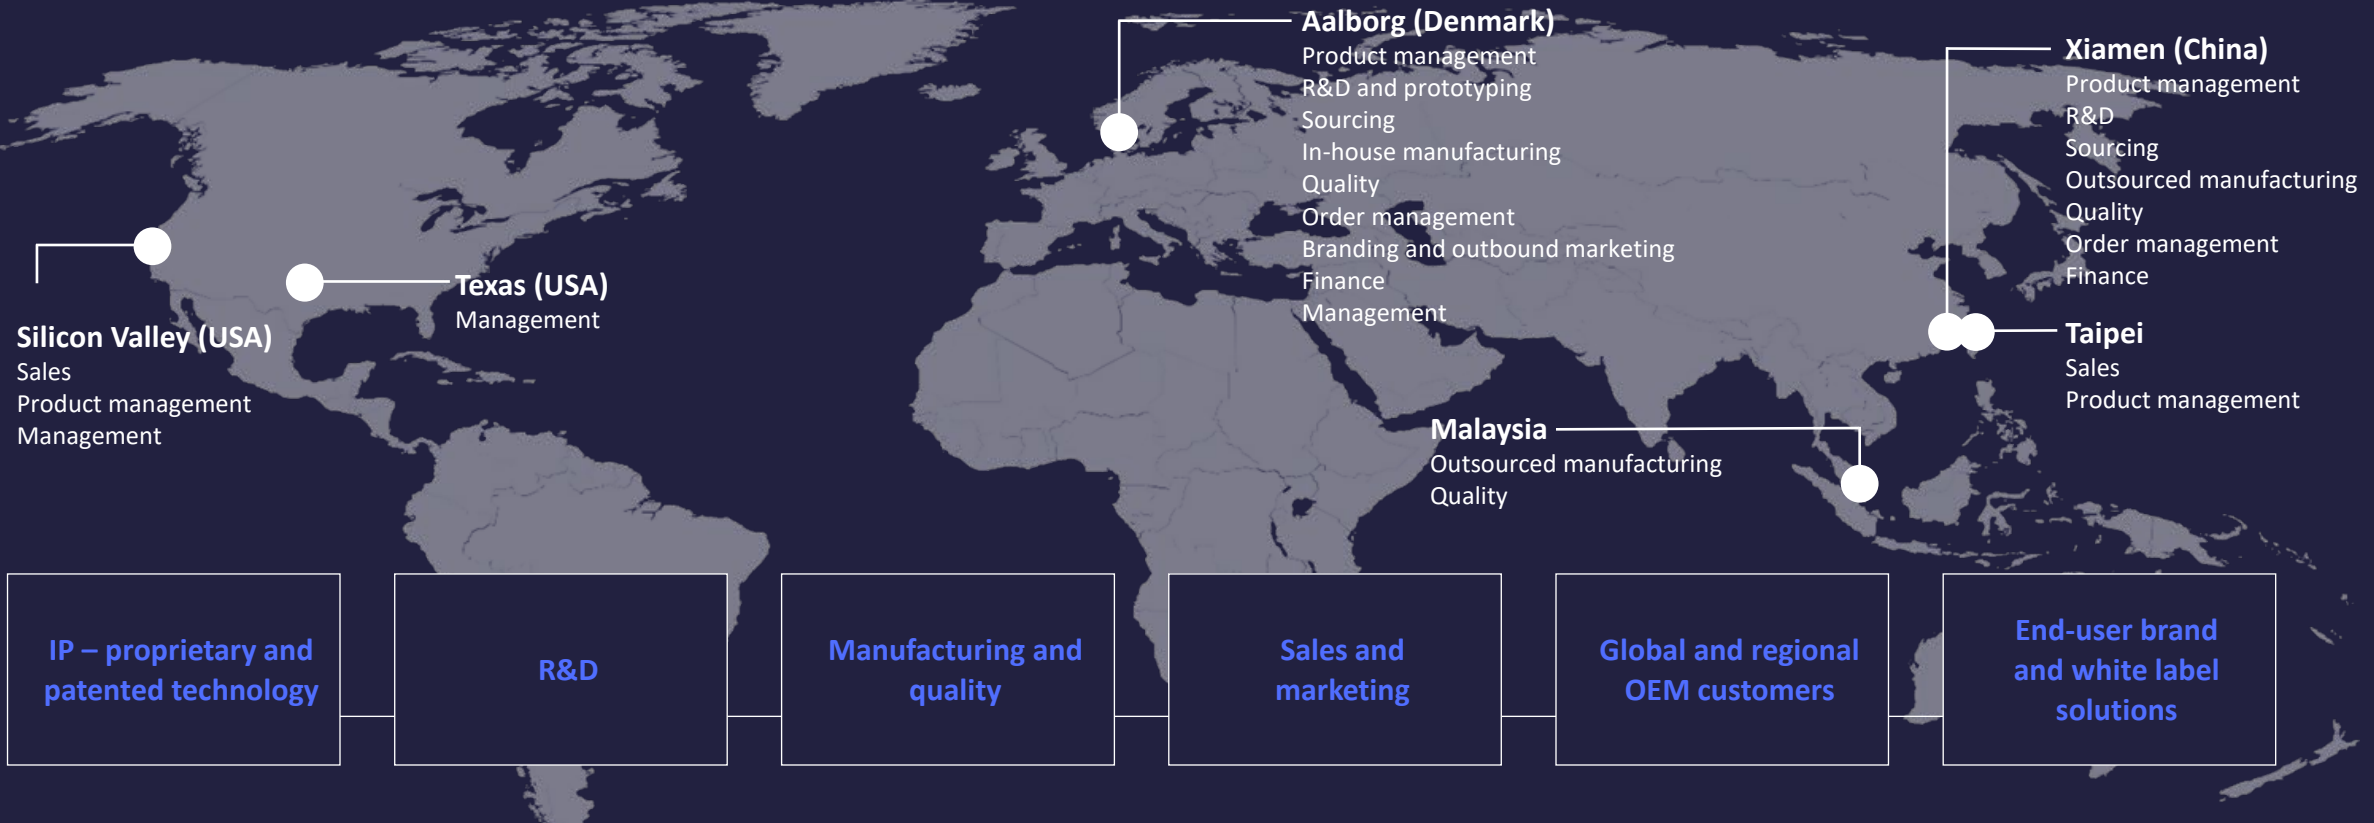 Silicon Valley (USA)
Sales
Product management
Management
Texas (USA)
Management
Aalborg (Denmark)
Product management
R&D and prototyping
Sourcing
In-house manufacturing
Quality
Order management
Branding and outbound marketing
Finance
Management
Malaysia
Outsourced manufacturing
Quality
Xiamen (China)
Product management
R&D
Sourcing
Outsourced manufacturing
Quality
Order management
Finance
Taipei
Sales
Product management
IP – proprietary and
patented technology
R&D
Manufacturing and
quality
Sales and
marketing
Global and regional
OEM customers
End-user brand
and white label
solutions